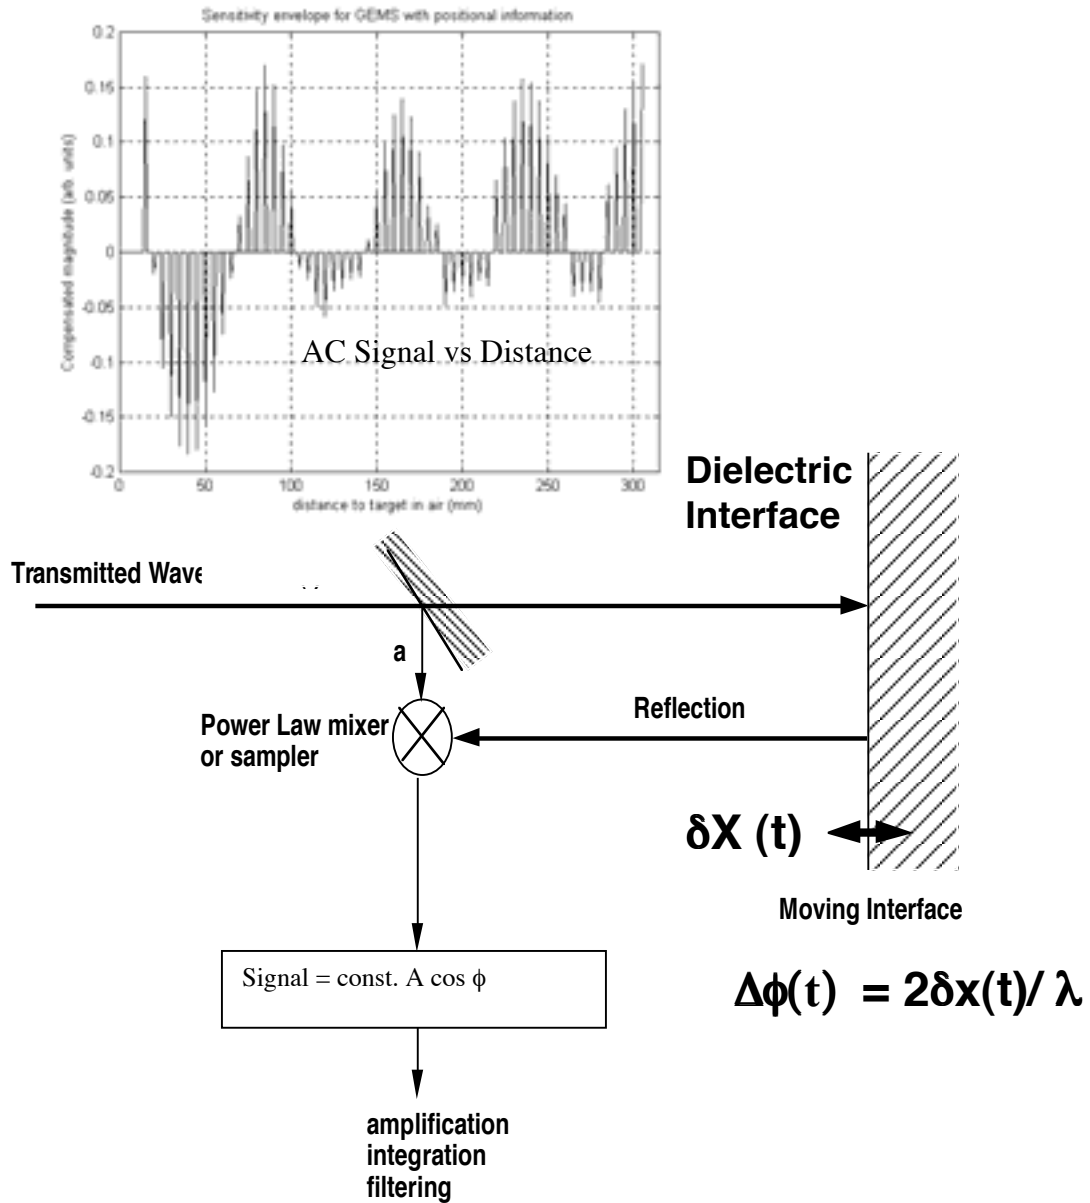 Sensitivity envelope for GEMS with positional information
0.2
0.15
0.1
0.05
0
-0.05
-0.1
-0.15
-0.2
Compensated magnitude (arb. units)
AC Signal vs Distance
0 50 100 150 200 250 300
distance to target in air (mm)
Dielectric
Interface
Transmitted Wave
a
Power Law mixer
or sampler
Reflection
δX (t)
Moving Interface
Signal = const. A cos ϕ
Δϕ(t) = 2δx(t)/ λ
amplification
integration
filtering